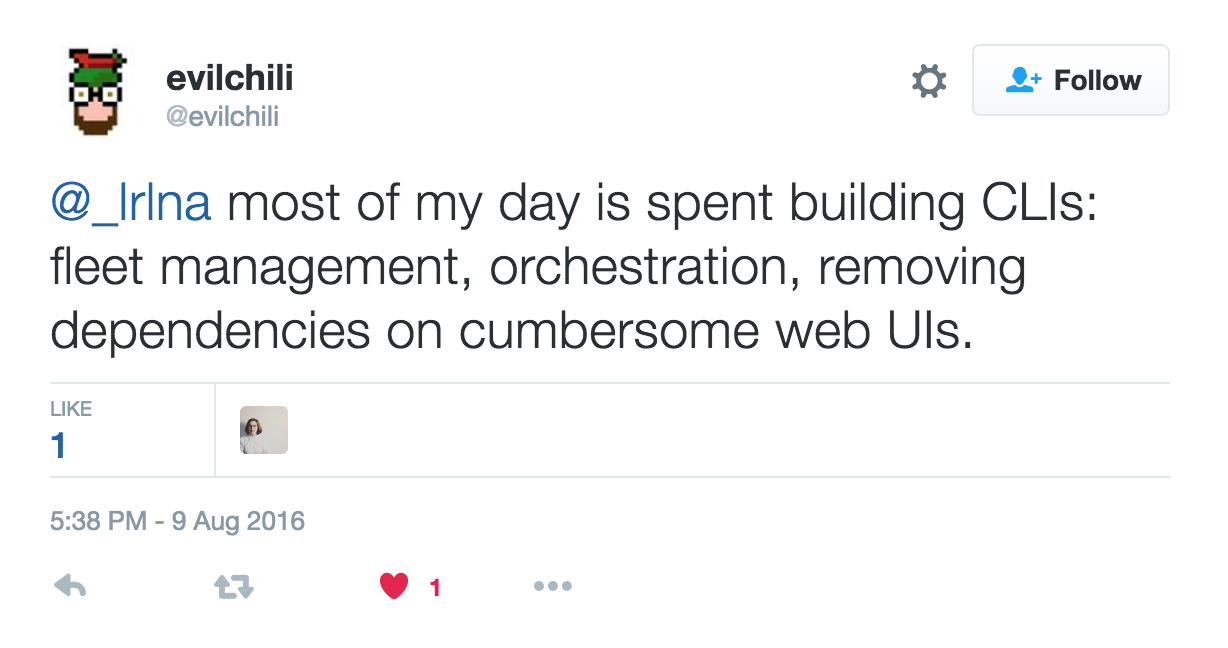 evilchili
@evilchili
Follow
@_lrlna most of my day is spent building CLIs:
fleet management, orchestration, removing
dependencies on cumbersome web UIs.
LIKE
1
5:38 PM - 9 Aug 2016
1